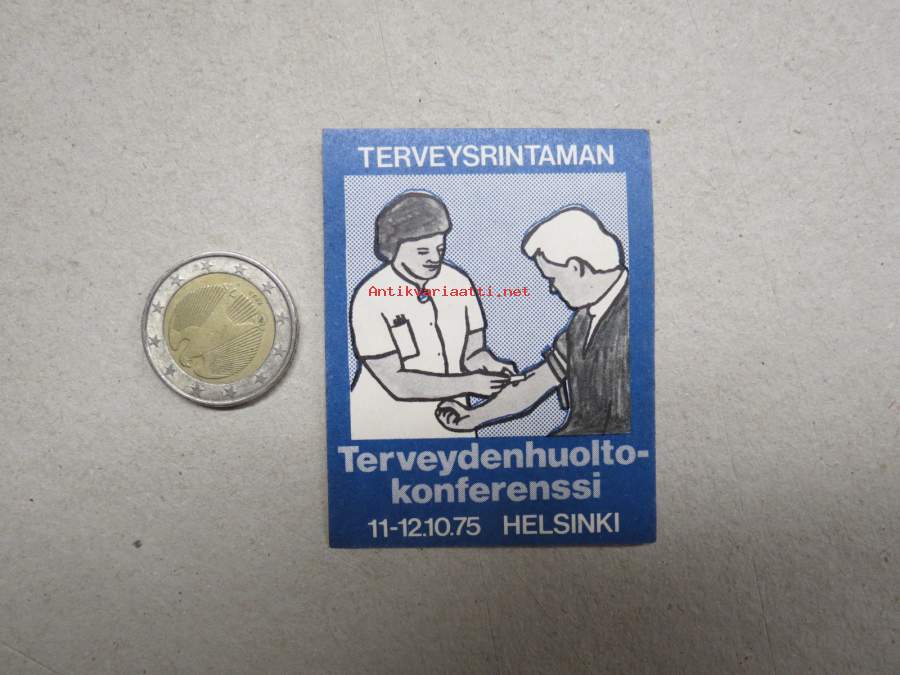 TERVEYSRINTAMAN
Antikvariaatti.net
Terveydenhuolto-
konferenssi
11-12.10.75 HELSINKI